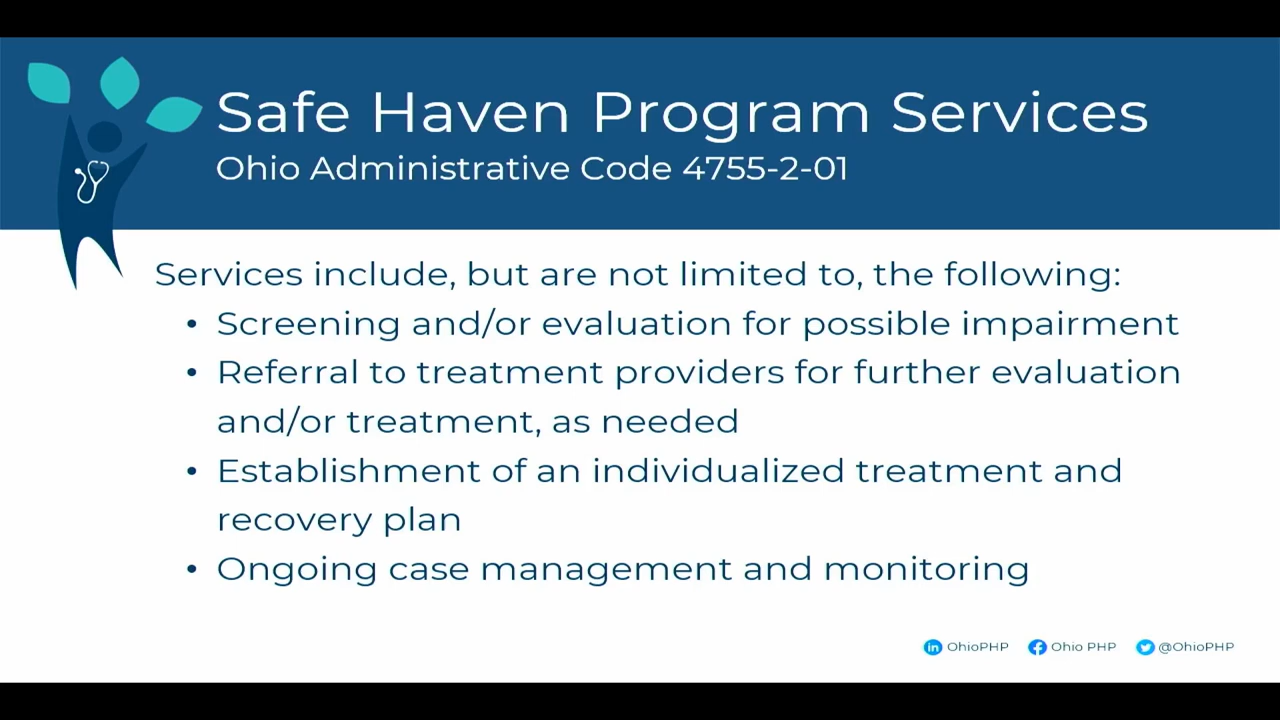 Safe Haven Program Services
Ohio Administrative Code 4755-2-01
Services include, but are not limited to, the following:
• Screening and/or evaluation for possible impairment
• Referral to treatment providers for further evaluation
and/or treatment, as needed
• Establishment of an individualized treatment and
recovery plan
• Ongoing case management and monitoring
in OhioPHP f Ohio PHP @OhioPHP